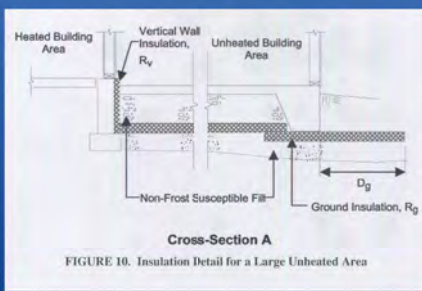 Heated Building
Area
Vertical Wall
Insulation,
Rv
Unheated Building
Area
Non-Frost Susceptible Fill
Dg
Ground Insulation, Rg
Cross-Section A
FIGURE 10. Insulation Detail for a Large Unheated Area